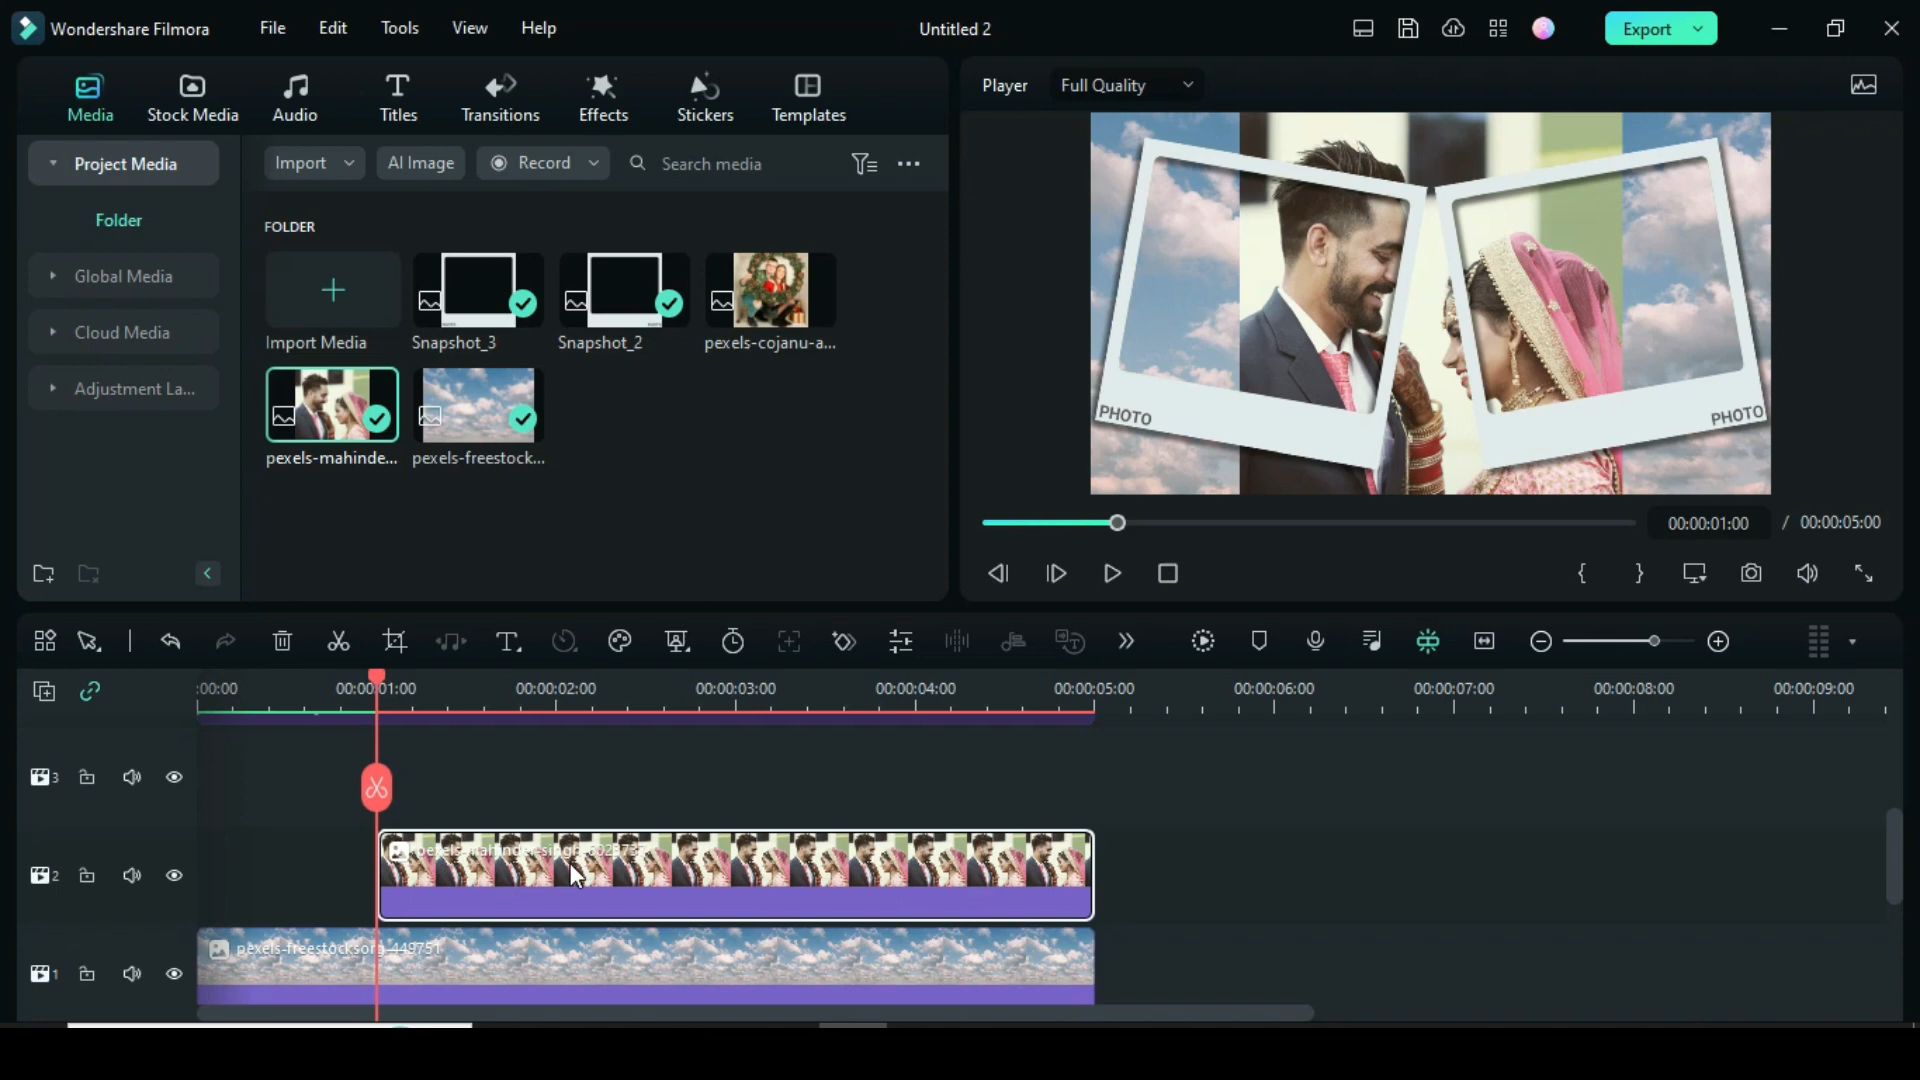 Wondershare Filmora
File
Edit
Tools
View
Help
Untitled 2
Export
Media
Stock Media
Audio
Titles
Transitions
Effects
Stickers
Templates
Player
Full Quality
Project Media
Import
AI Image
Record
Search media
Folder
FOLDER
Global Media
Cloud Media
Adjustment La...
Import Media
Snapshot_3
Snapshot_2
pexels-cojanu-a...
pexels-mahinde...
pexels-freestock...
PHOTO
PHOTO
00:00:01:00 / 00:00:05:00
:00:00
00:00:01:00
00:00:02:00
00:00:03:00
00:00:04:00
00:00:05:00
00:00:06:00
00:00:07:00
00:00:08:00
00:00:09:00
3
2
1
pexels-freestocksorg-449751